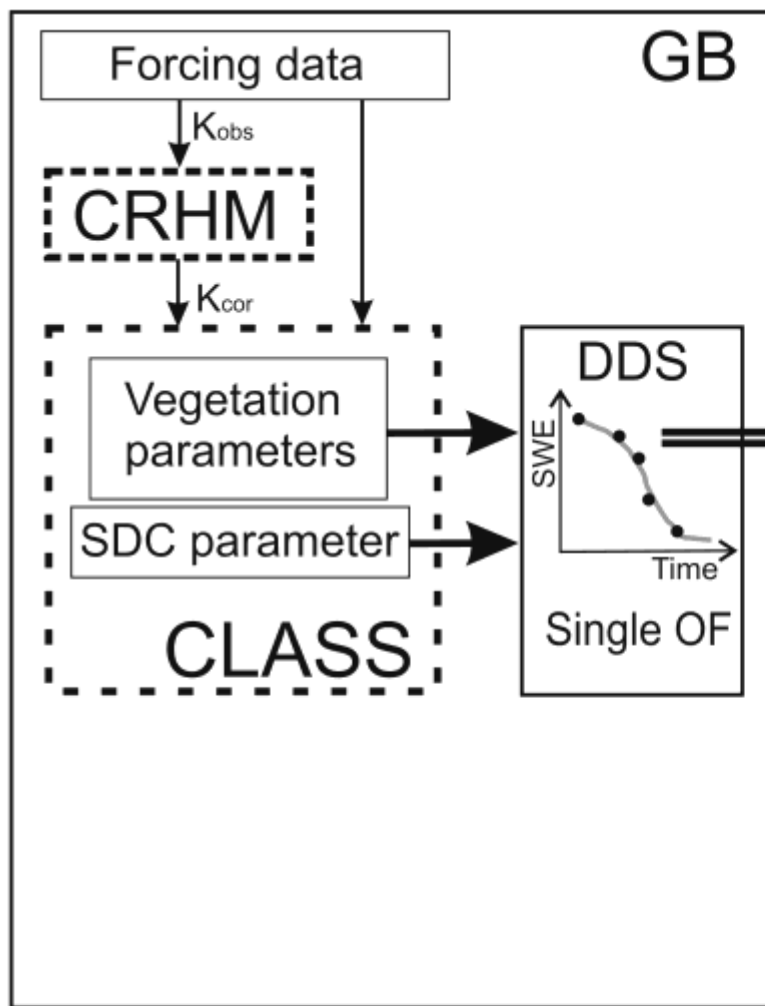 GB
Forcing data
Kobs
CRHM
Kcor
Vegetation
parameters
SDC parameter
CLASS
DDS
SWE
Time
Single OF